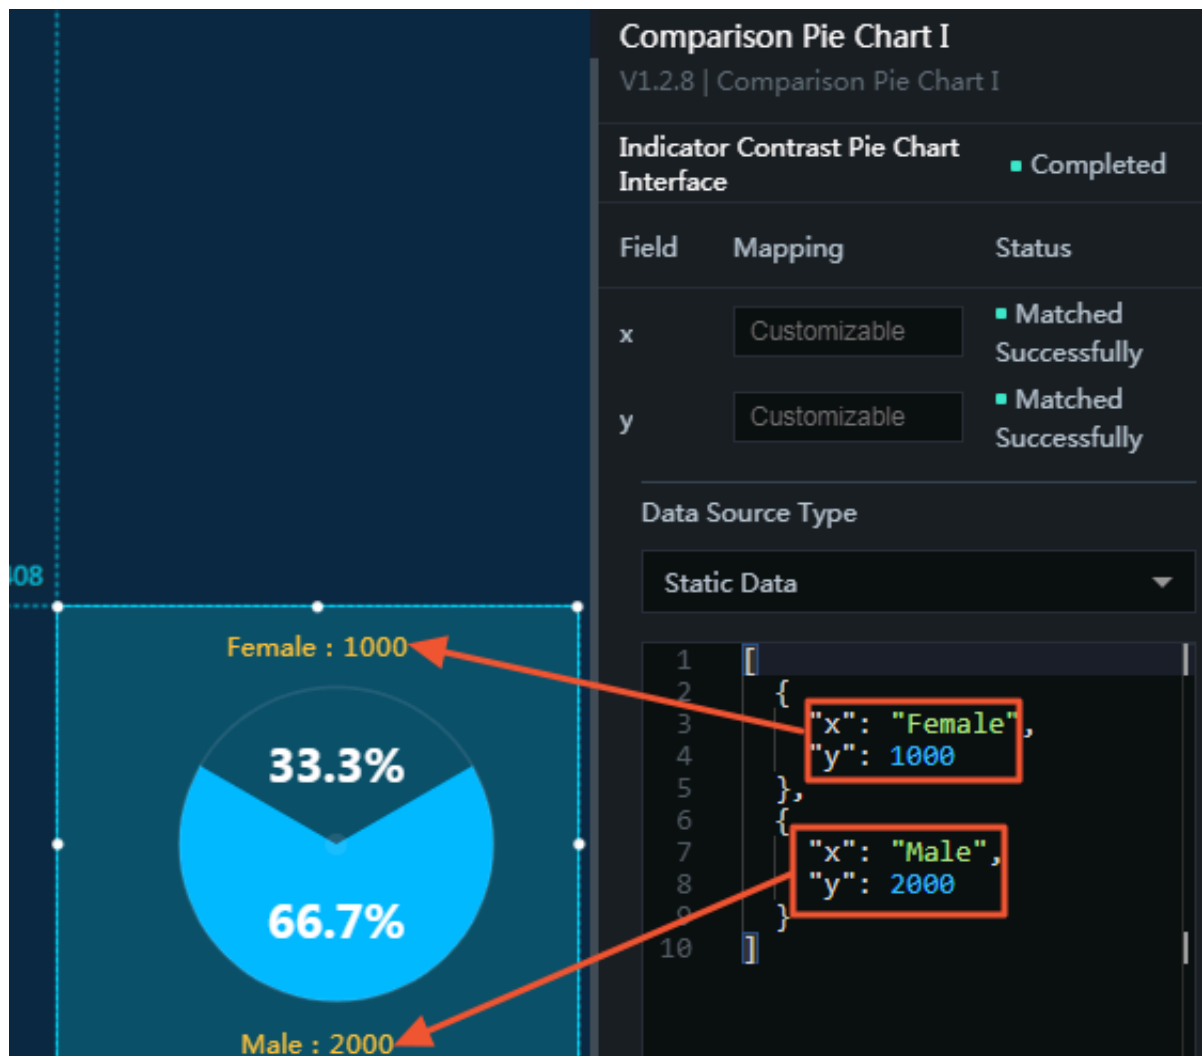 Comparison Pie Chart I
V1.2.8 | Comparison Pie Chart I
Indicator Contrast Pie Chart
Interface
Completed
Field Mapping Status
x Customizable Matched
Successfully
y Customizable Matched
Successfully
Data Source Type
Static Data
408
Female : 1000
33.3%
66.7%
Male : 2000
1 [
2 {
3 "x": "Female",
4 "y": 1000
5 },
6 {
7 "x": "Male",
8 "y": 2000
9 }
10 ]